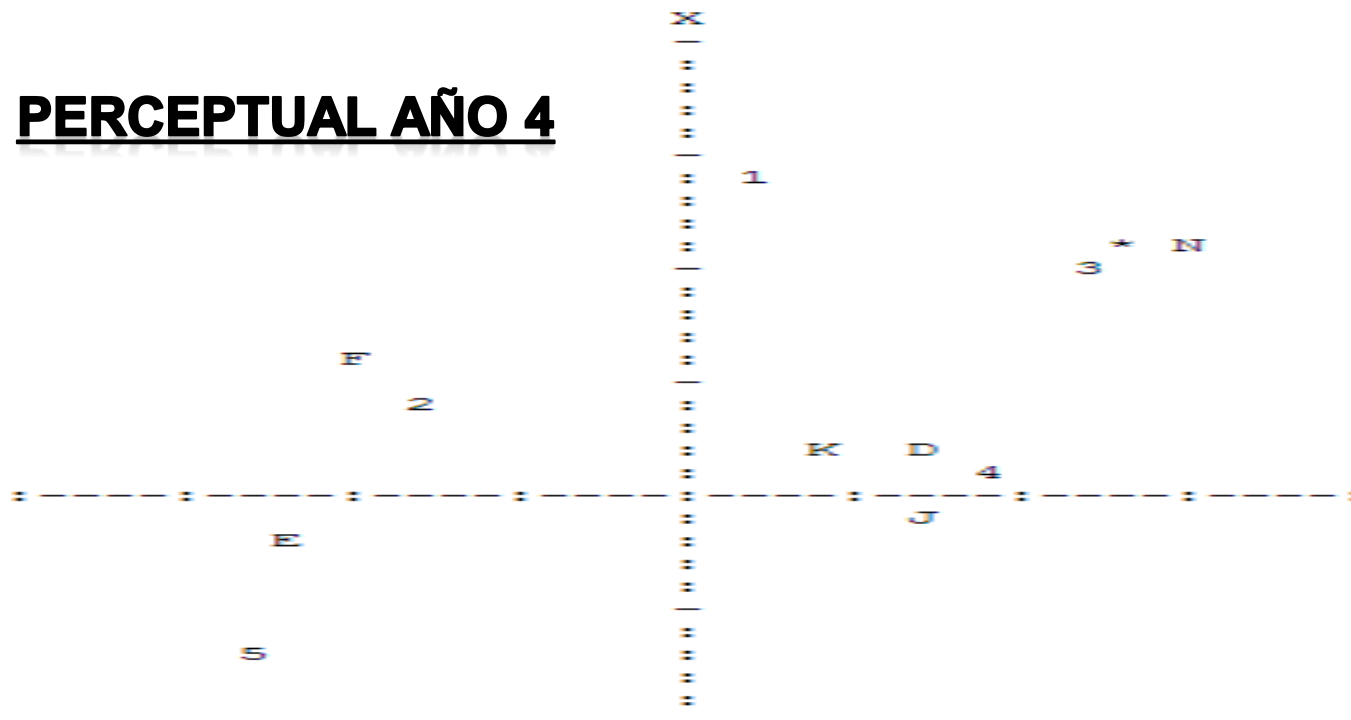 X
PERCEPTUAL AÑO 4
1
* N
3
F
2
K D
4
: - - - - : - - - - : - - - - : - - - - : - - - - : - - - - : - - - - : - - - - :
J
E
5